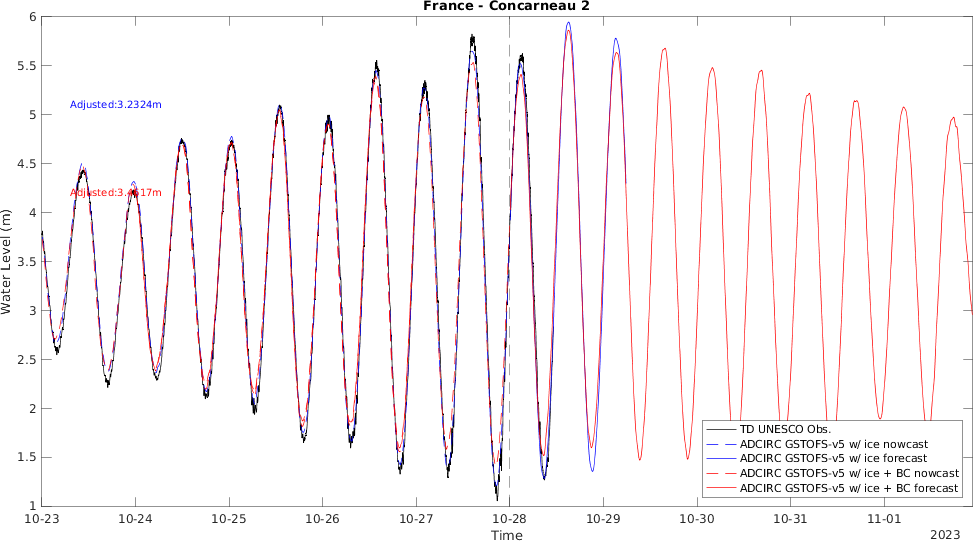 France - Concarneau 2
6
5.5
5
4.5
4
3.5
3
2.5
2
1.5
1
Water Level (m)
Adjusted:3.2324m
TD UNESCO Obs.
ADCIRC GSTOFS-v5 w/ ice nowcast
ADCIRC GSTOFS-v5 w/ ice forecast
ADCIRC GSTOFS-v5 w/ ice + BC nowcast
ADCIRC GSTOFS-v5 w/ ice + BC forecast
10-23 10-24 10-25 10-26 10-27 10-28 10-29 10-30 10-31 11-01
Time
2023